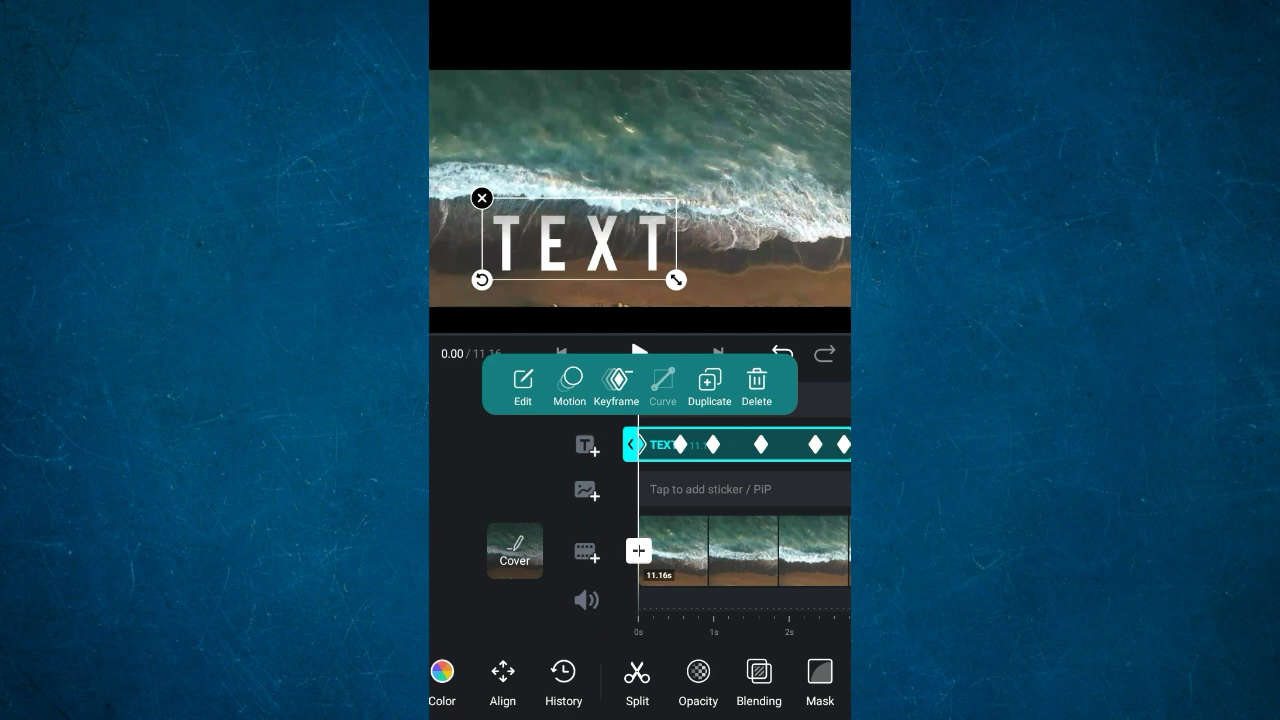 TEXT
0.00 / 11.16
Edit Motion Keyframe Curve Duplicate Delete
TEXT 11.
Tap to add sticker / PiP
Cover
11.16s
0s 1s 2s
Color Align History Split Opacity Blending Mask